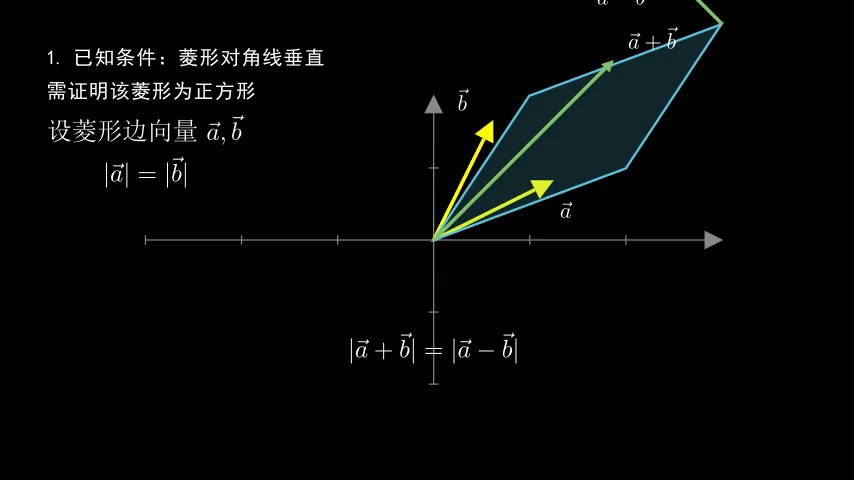 1. 已知条件：菱形对角线垂直
需证明该菱形为正方形
设菱形边向量 $\vec{a}, \vec{b}$
$|\vec{a}| = |\vec{b}|$
$\vec{a} + \vec{b}$
$\vec{b}$
$\vec{a}$
$|\vec{a} + \vec{b}| = |\vec{a} - \vec{b}|$